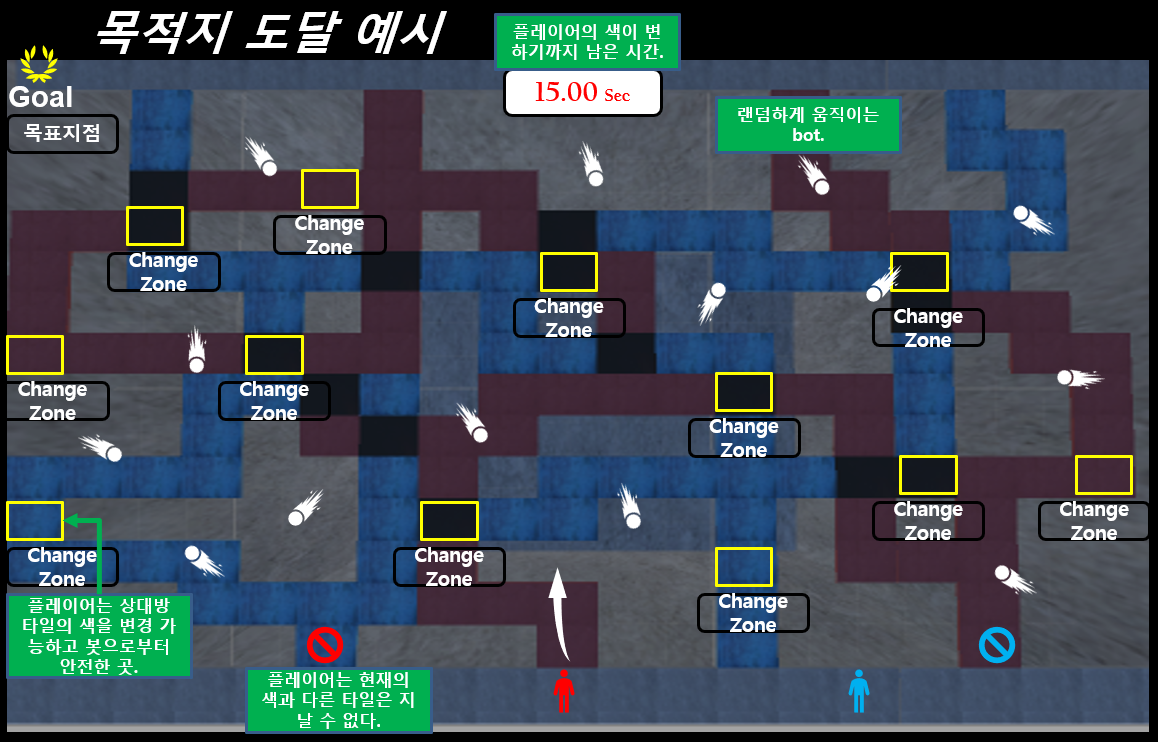 목적지 도달 예시
플레이어의 색이 변
하기까지 남은 시간.
Goal
15.00 Sec
목표지점
랜덤하게 움직이는
bot.
Change
Zone
Change
Zone
Change
Zone
Change
Zone
Change
Zone
Change
Zone
Change
Zone
Change
Zone
Change
Zone
Change
Zone
Change
Zone
Change
Zone
플레이어는 상대방
타일의 색을 변경 가
능하고 봇으로부터
안전한 곳.
플레이어는 현재의
색과 다른 타일은 지
날 수 없다.